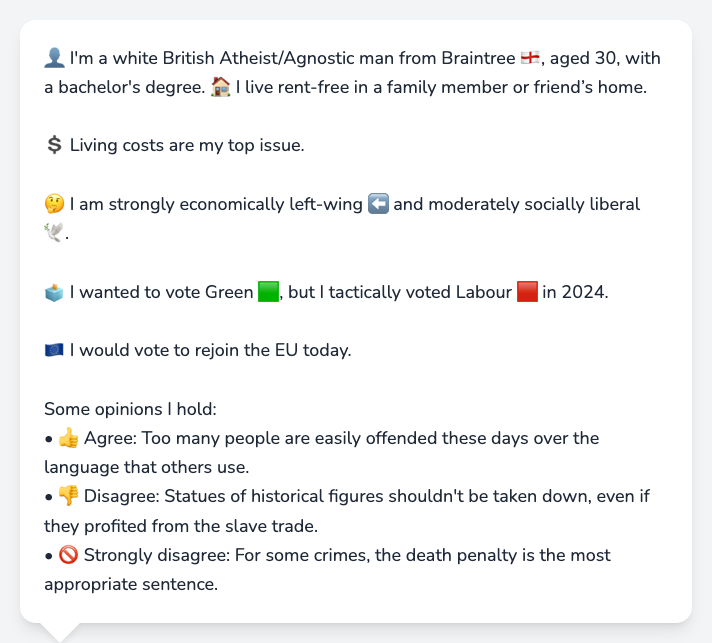 👤 I'm a white British Atheist/Agnostic man from Braintree 🏴󠁧󠁢󠁥󠁮󠁧󠁿, aged 30, with
a bachelor's degree. 🏠 I live rent-free in a family member or friend’s home.
💲 Living costs are my top issue.
🤔 I am strongly economically left-wing ⬅️ and moderately socially liberal
🕊️.
🗳️ I wanted to vote Green 🟩, but I tactically voted Labour 🟥 in 2024.
🇪🇺 I would vote to rejoin the EU today.
Some opinions I hold:
• 👍 Agree: Too many people are easily offended these days over the
language that others use.
• 👎 Disagree: Statues of historical figures shouldn't be taken down, even if
they profited from the slave trade.
• 🚫 Strongly disagree: For some crimes, the death penalty is the most
appropriate sentence.